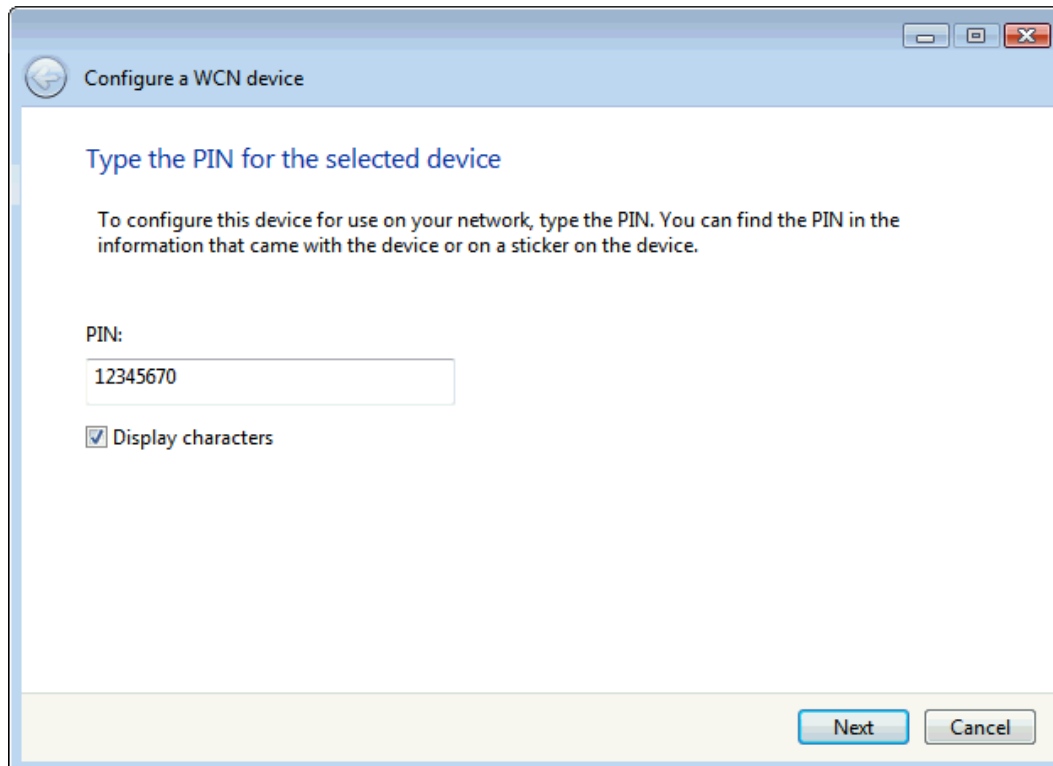 Configure a WCN device
Type the PIN for the selected device
To configure this device for use on your network, type the PIN. You can find the PIN in the
information that came with the device or on a sticker on the device.
PIN:
12345670
Display characters
Next
Cancel